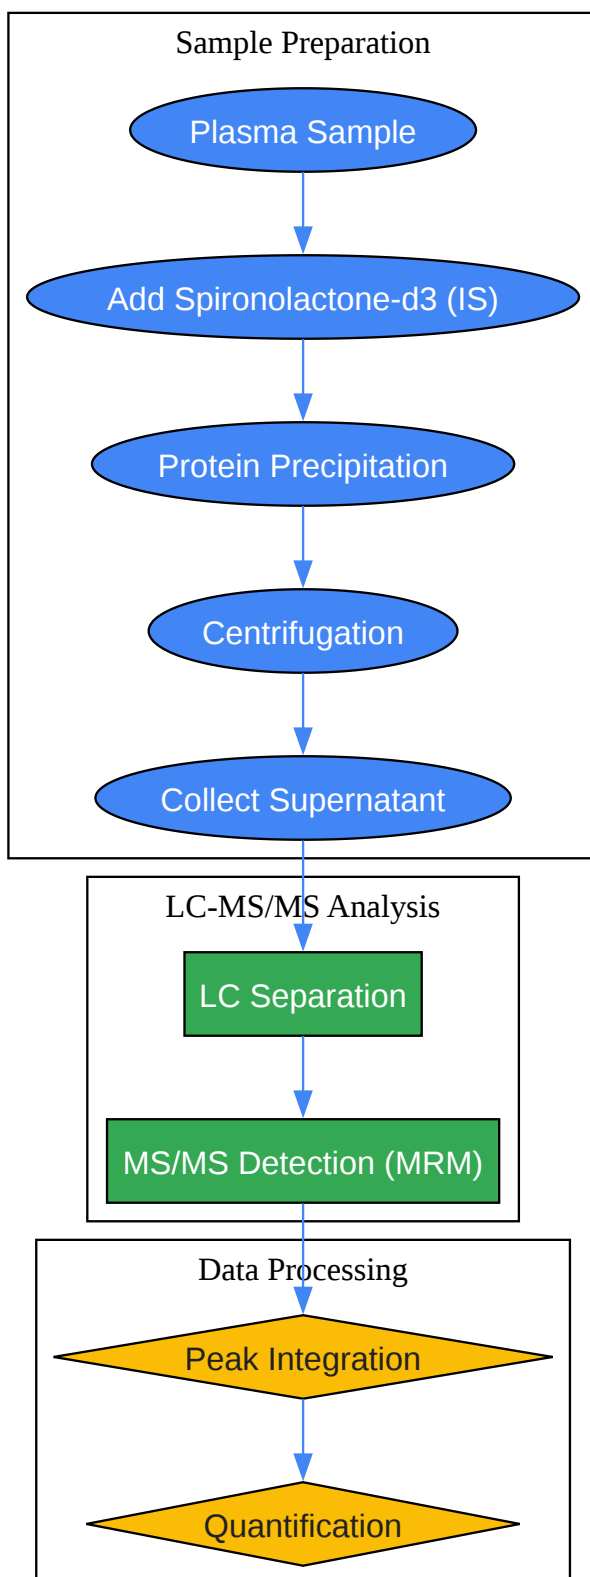 Sample Preparation
Plasma Sample
Add Spironolactone-d3 (IS)
Protein Precipitation
Centrifugation
Collect Supernatant
LC-MS/MS Analysis
LC Separation
MS/MS Detection (MRM)
Data Processing
Peak Integration
Quantification